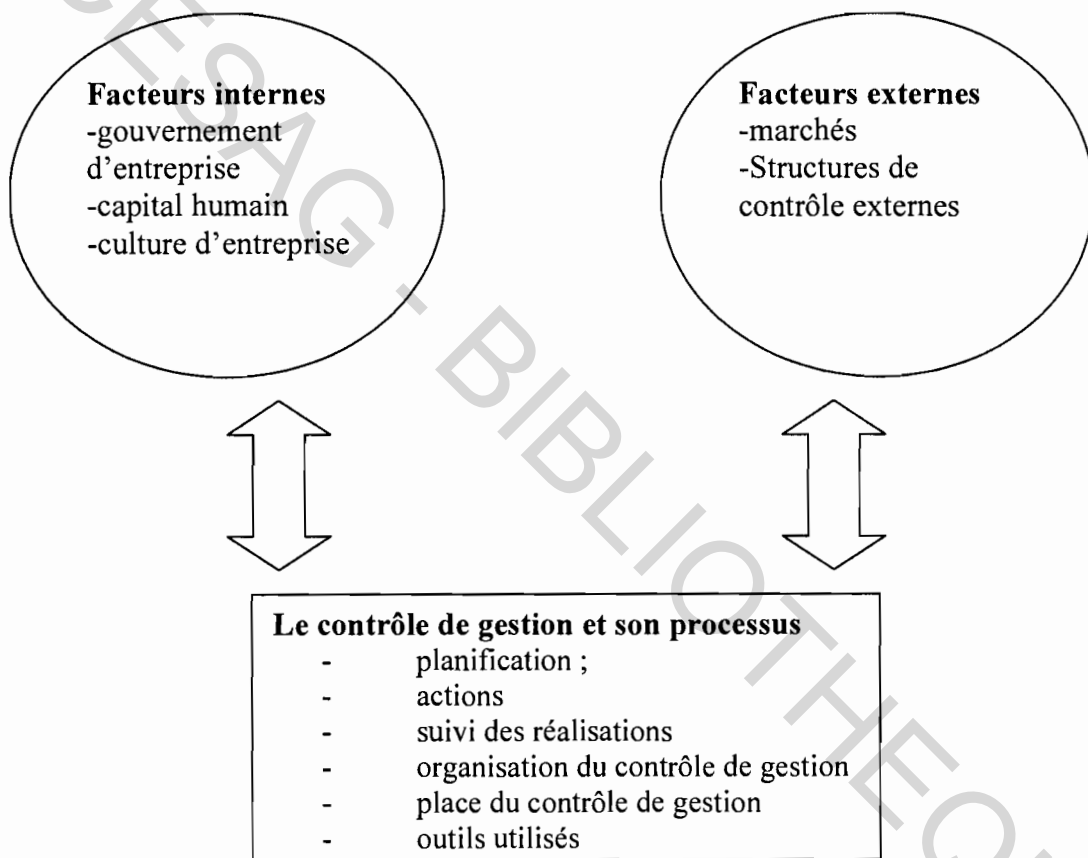 Facteurs internes
-gouvernement
d'entreprise
-capital humain
-culture d'entreprise
Facteurs externes
-marchés
-Structures de
contrôle externes
Le contrôle de gestion et son processus
- planification ;
- actions
- suivi des réalisations
- organisation du contrôle de gestion
- place du contrôle de gestion
- outils utilisés
CESAG - BIBLIOTHEQU